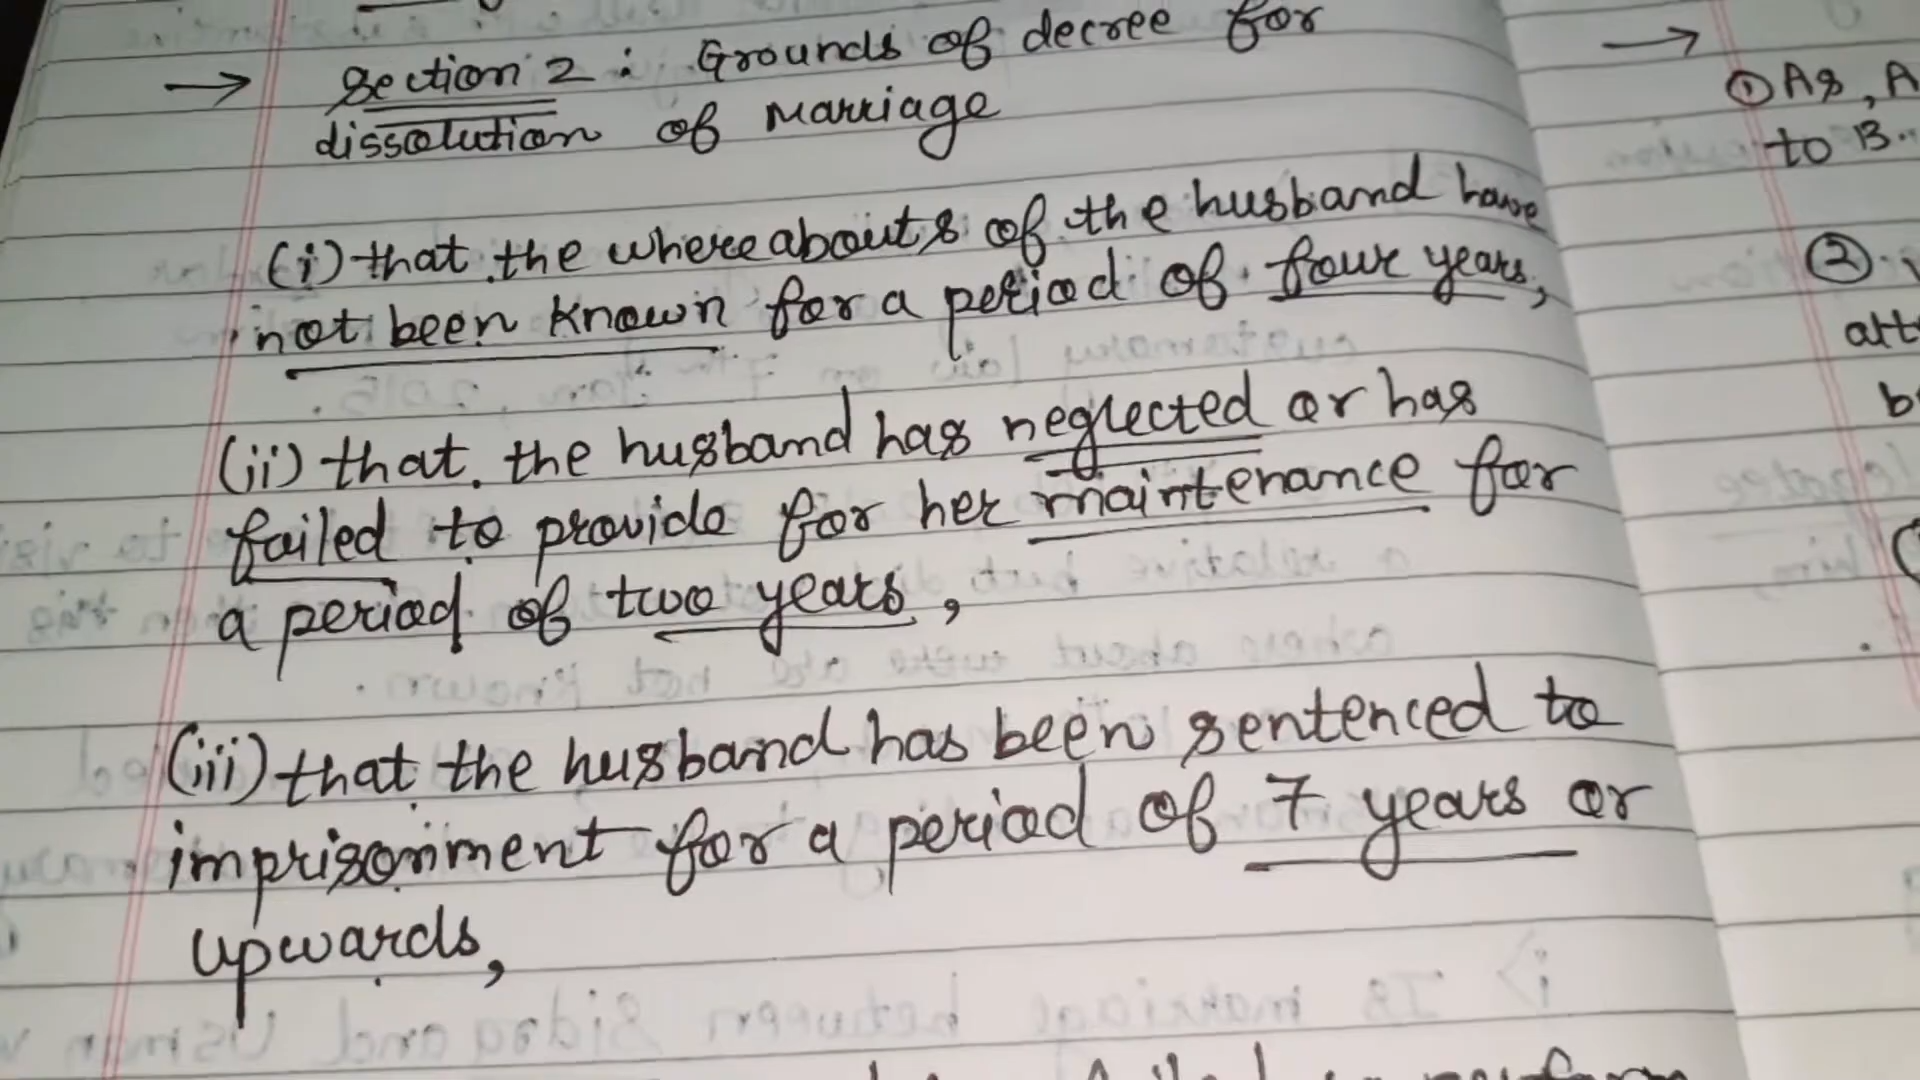 → Section 2 : Grounds of decree for
dissolution of Marriage
(i) that the whereabouts of the husband have
not been known for a period of four years,
(ii) that the husband has neglected or has
failed to provide for her maintenance for
a period of two years,
(iii) that the husband has been sentenced to
imprisonment for a period of 7 years or
upwards,
→
① As, A
to B.
②
att
b